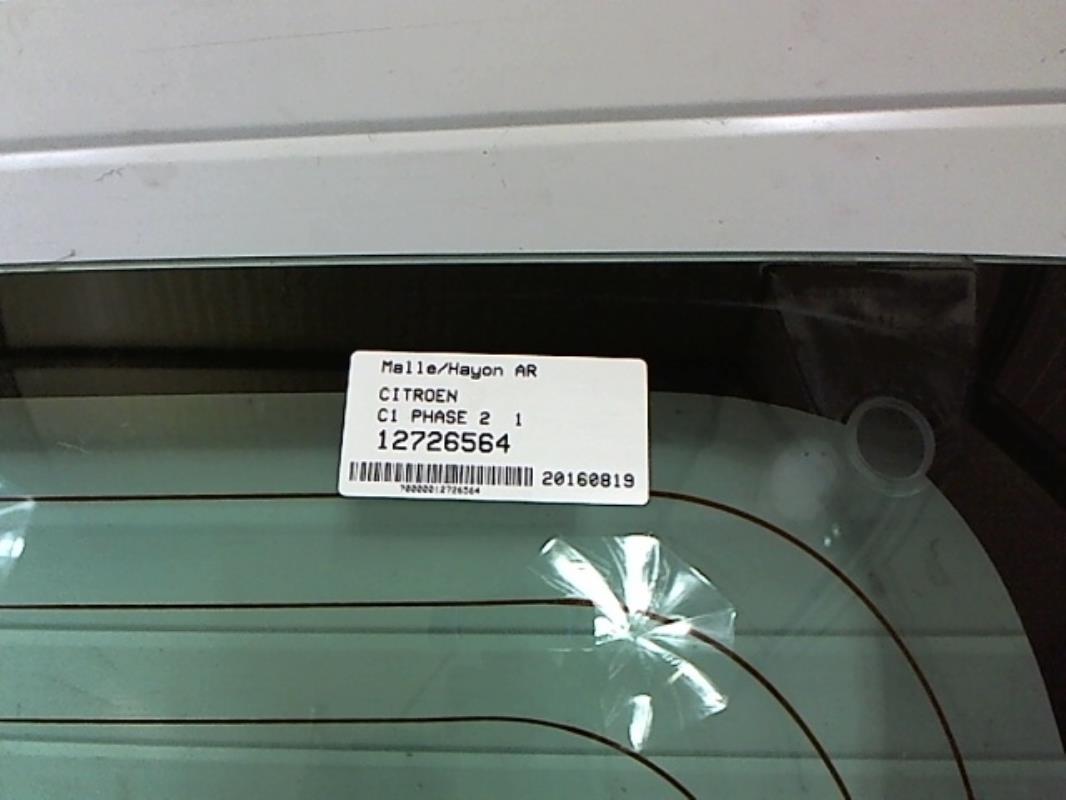 Malle/Hayon AR
CITROEN
C1 PHASE 2 1
12726564
20160819